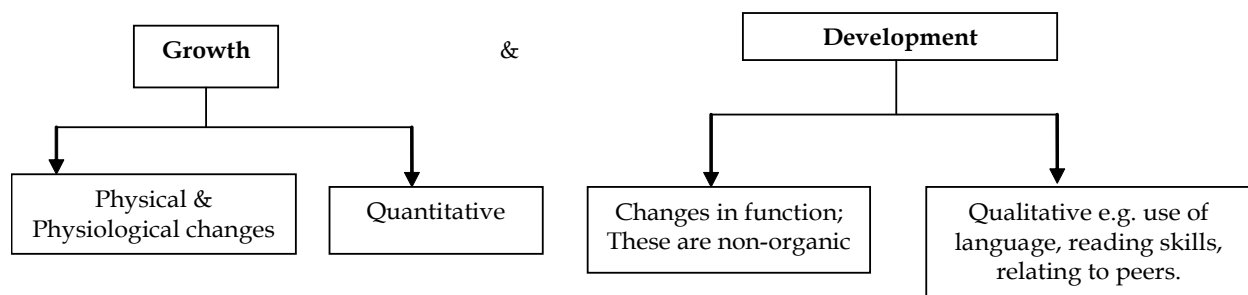 Growth
&
Development
Physical &
Physiological changes
Quantitative
Changes in function;
These are non-organic
Qualitative e.g. use of
language, reading skills,
relating to peers.